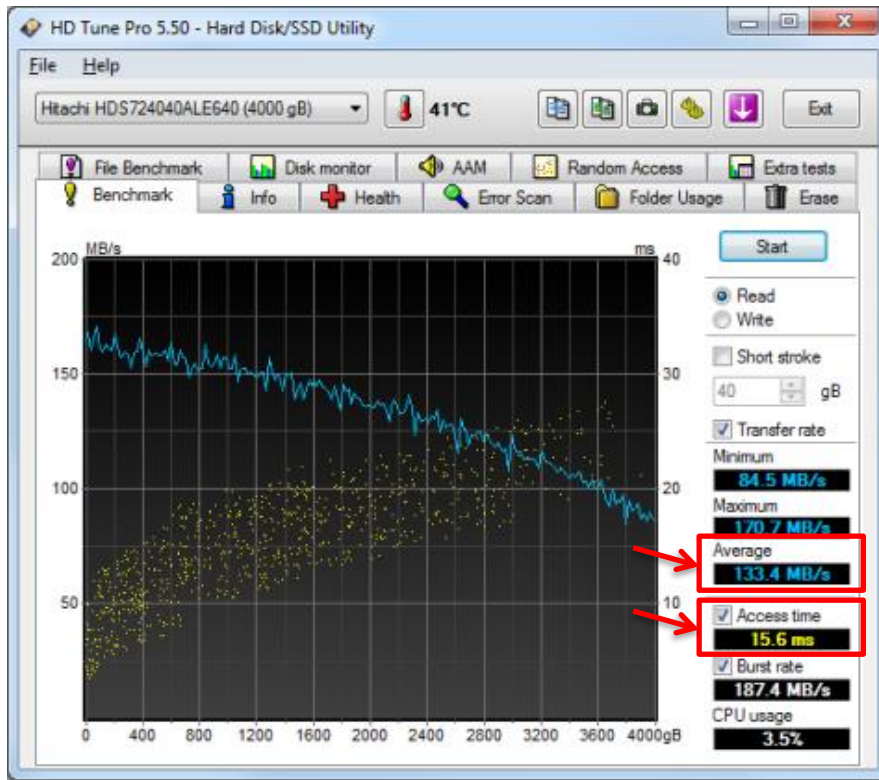 HD Tune Pro 5.50 - Hard Disk/SSD Utility
File Help
Hitachi HDS724040ALE640 (4000 gB) 41°C Exit
File Benchmark Disk monitor AAM Random Access Extra tests
Benchmark Info Health Error Scan Folder Usage Erase
MB/s ms
200 40
150 30
100 20
50 10
0 400 800 1200 1600 2000 2400 2800 3200 3600 4000gB
Start
Read
Write
Short stroke
40 gB
Transfer rate
Minimum
84.5 MB/s
Maximum
170.7 MB/s
Average
133.4 MB/s
Access time
15.6 ms
Burst rate
187.4 MB/s
CPU usage
3.5%